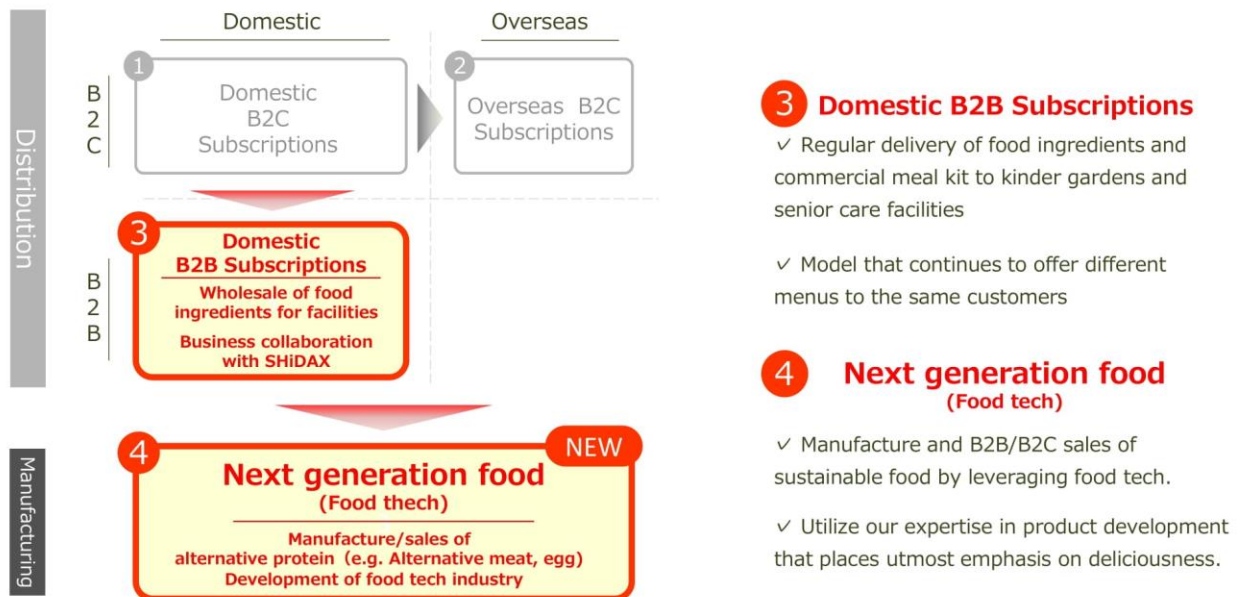 Domestic
Overseas
Distribution
B
2
C
1
Domestic
B2C
Subscriptions
2
Overseas B2C
Subscriptions
B
2
B
3
Domestic
B2B Subscriptions
Wholesale of food
ingredients for facilities
Business collaboration
with SHiDAX
Manufacturing
4
NEW
Next generation food
(Food thech)
Manufacture/sales of
alternative protein (e.g. Alternative meat, egg)
Development of food tech industry
3 Domestic B2B Subscriptions
✓ Regular delivery of food ingredients and
commercial meal kit to kinder gardens and
senior care facilities
✓ Model that continues to offer different
menus to the same customers
4 Next generation food
(Food tech)
✓ Manufacture and B2B/B2C sales of
sustainable food by leveraging food tech.
✓ Utilize our expertise in product development
that places utmost emphasis on deliciousness.